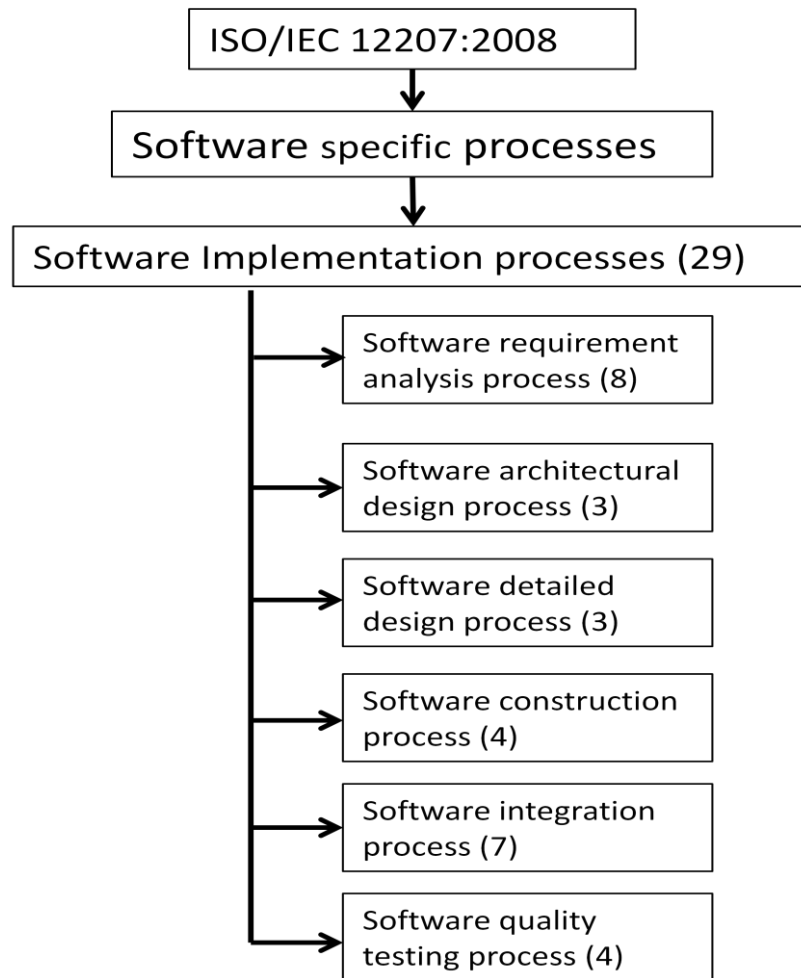 ISO/IEC 12207:2008
Software specific processes
Software Implementation processes (29)
Software requirement
analysis process (8)
Software architectural
design process (3)
Software detailed
design process (3)
Software construction
process (4)
Software integration
process (7)
Software quality
testing process (4)